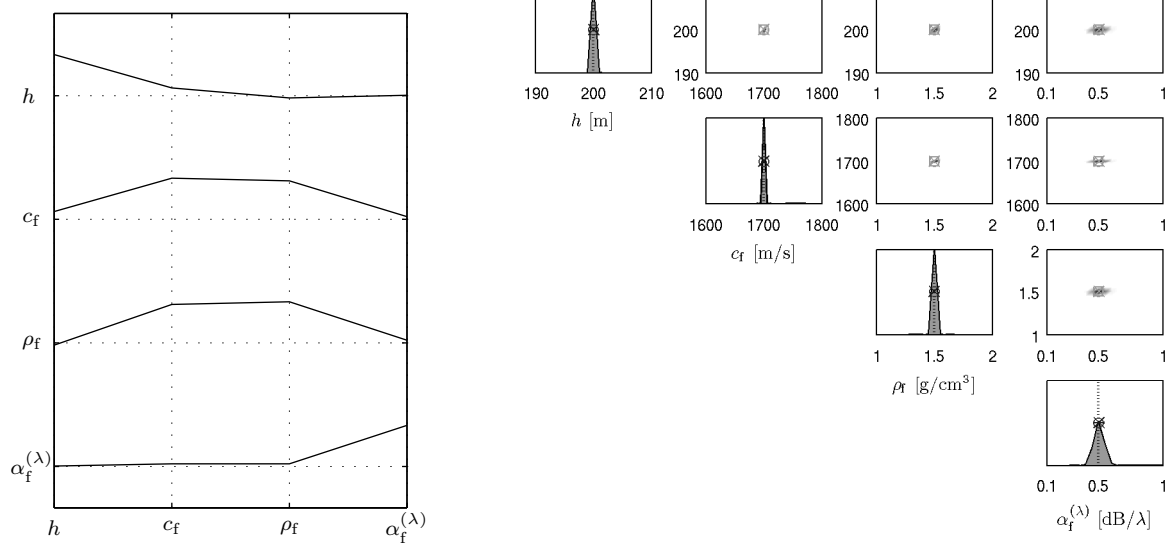 h
c_f
ρ_f
α_f^(λ)
h c_f ρ_f α_f^(λ)
200 200 200
190 190 190
190 200 210 1600 1700 1800 1 1.5 2 0.1 0.5 1
h [m]
1800 1800
1700 1700
1600 1600
1600 1700 1800 1 1.5 2 0.1 0.5 1
c_f [m/s]
2
1.5
1
1 1.5 2 0.1 0.5 1
ρ_f [g/cm³]
0.1 0.5 1
α_f^(λ) [dB/λ]